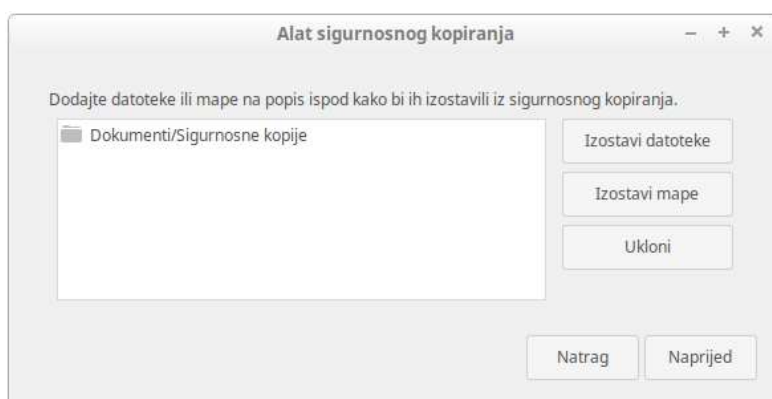 Alat sigurnosnog kopiranja
Dodajte datoteke ili mape na popis ispod kako bi ih izostavili iz sigurnosnog kopiranja.
Dokumenti/Sigurnosne kopije
Izostavi datoteke
Izostavi mape
Ukloni
Natrag
Naprijed